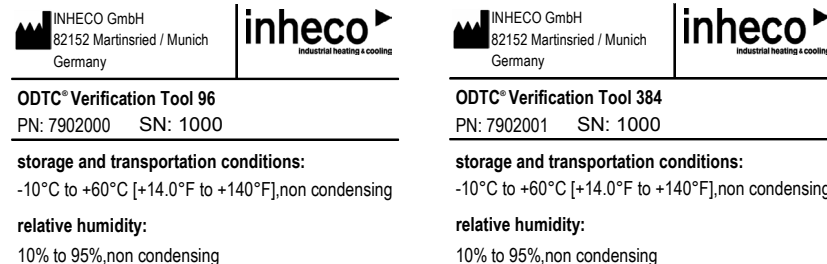 INHECO GmbH
82152 Martinsried / Munich
Germany
inheco
industrial heating & cooling
ODTC® Verification Tool 96
PN: 7902000 SN: 1000
storage and transportation conditions:
-10°C to +60°C [+14.0°F to +140°F],non condensing
relative humidity:
10% to 95%,non condensing
INHECO GmbH
82152 Martinsried / Munich
Germany
inheco
industrial heating & cooling
ODTC® Verification Tool 384
PN: 7902001 SN: 1000
storage and transportation conditions:
-10°C to +60°C [+14.0°F to +140°F],non condensing
relative humidity:
10% to 95%,non condensing